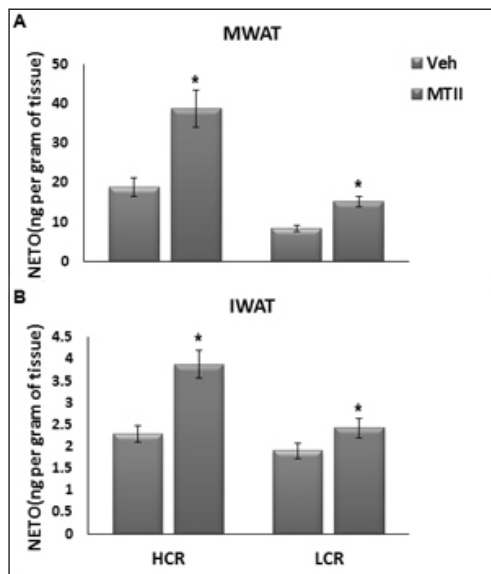 A
MWAT
NETO(ng per gram of tissue)
50
40
30
20
10
0
*
*
Veh
MTII
B
IWAT
NETO(ng per gram of tissue)
4.5
4
3.5
3
2.5
2
1.5
1
0.5
0
*
*
HCR
LCR